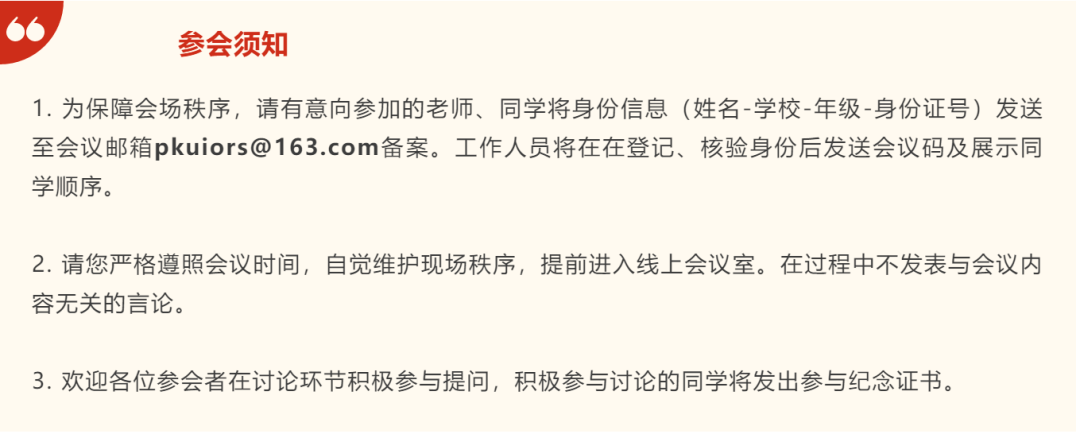 参会须知
1. 为保障会场秩序，请有意向参加的老师、同学将身份信息（姓名-学校-年级-身份证号）发送
至会议邮箱pkuiors@163.com备案。工作人员将在在登记、核验身份后发送会议码及展示同
学顺序。
2. 请您严格遵照会议时间，自觉维护现场秩序，提前进入线上会议室。在过程中不发表与会议内
容无关的言论。
3. 欢迎各位参会者在讨论环节积极参与提问，积极参与讨论的同学将发出参与纪念证书。